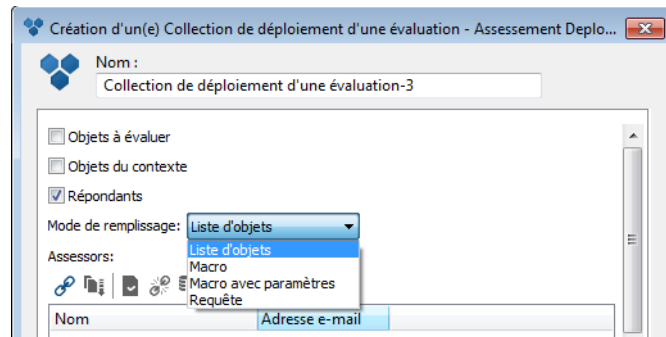 Création d'un(e) Collection de déploiement d'une évaluation - Assessement Deplo...
Nom :
Collection de déploiement d'une évaluation-3
Objets à évaluer
Objets du contexte
Répondants
Mode de remplissage: Liste d'objets
Liste d'objets
Assessors:
Macro
Macro avec paramètres
Requête
Nom Adresse e-mail